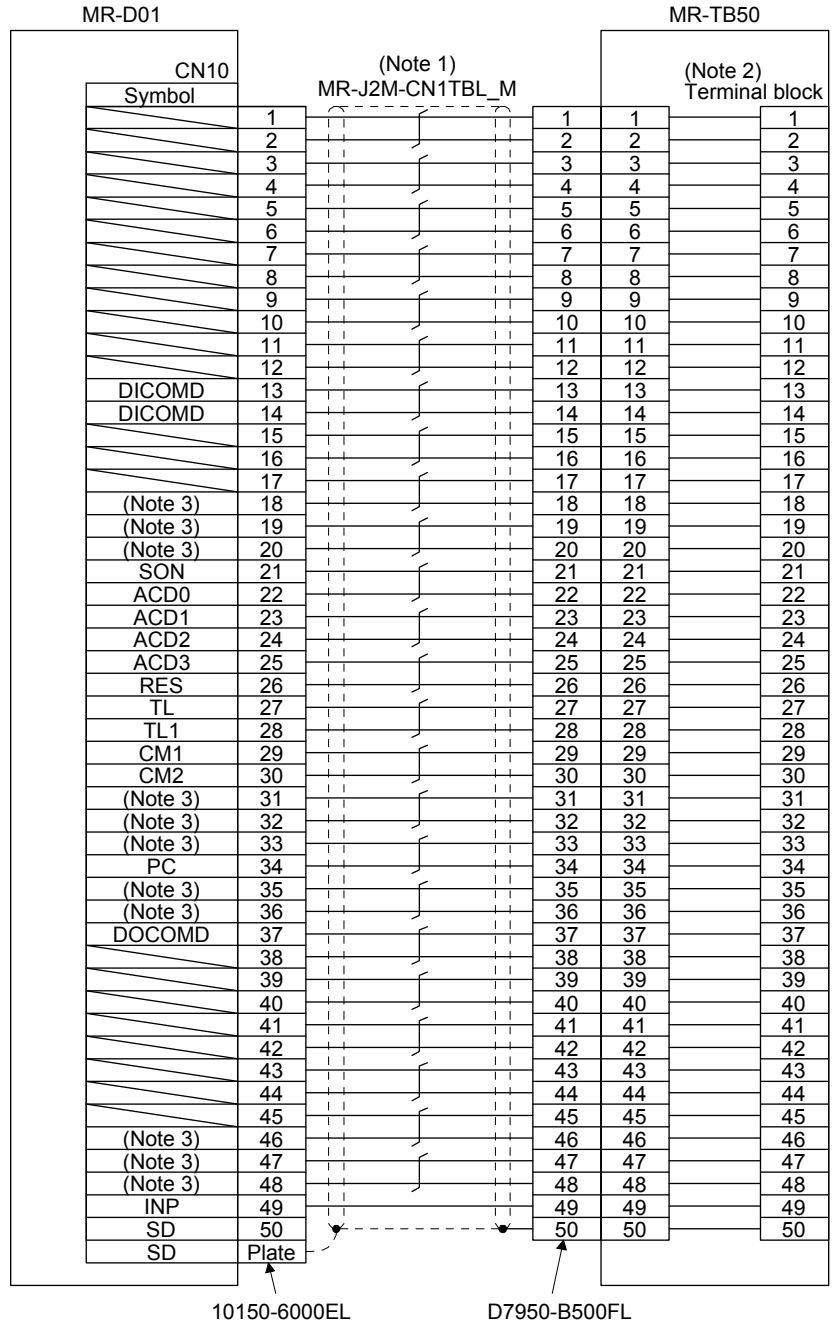 MR-D01 MR-TB50
CN10 (Note 1) (Note 2)
Symbol MR-J2M-CN1TBL_M Terminal block
1 1 1 1
2 2 2 2
3 3 3 3
4 4 4 4
5 5 5 5
6 6 6 6
7 7 7 7
8 8 8 8
9 9 9 9
10 10 10 10
11 11 11 11
12 12 12 12
DICOMD 13 13 13 13
DICOMD 14 14 14 14
15 15 15 15
16 16 16 16
17 17 17 17
(Note 3) 18 18 18 18
(Note 3) 19 19 19 19
(Note 3) 20 20 20 20
SON 21 21 21 21
ACD0 22 22 22 22
ACD1 23 23 23 23
ACD2 24 24 24 24
ACD3 25 25 25 25
RES 26 26 26 26
TL 27 27 27 27
TL1 28 28 28 28
CM1 29 29 29 29
CM2 30 30 30 30
(Note 3) 31 31 31 31
(Note 3) 32 32 32 32
(Note 3) 33 33 33 33
PC 34 34 34 34
(Note 3) 35 35 35 35
(Note 3) 36 36 36 36
DOCOMD 37 37 37 37
38 38 38 38
39 39 39 39
40 40 40 40
41 41 41 41
42 42 42 42
43 43 43 43
44 44 44 44
45 45 45 45
(Note 3) 46 46 46 46
(Note 3) 47 47 47 47
(Note 3) 48 48 48 48
INP 49 49 49 49
SD 50 50 50 50
SD Plate
10150-6000EL D7950-B500FL